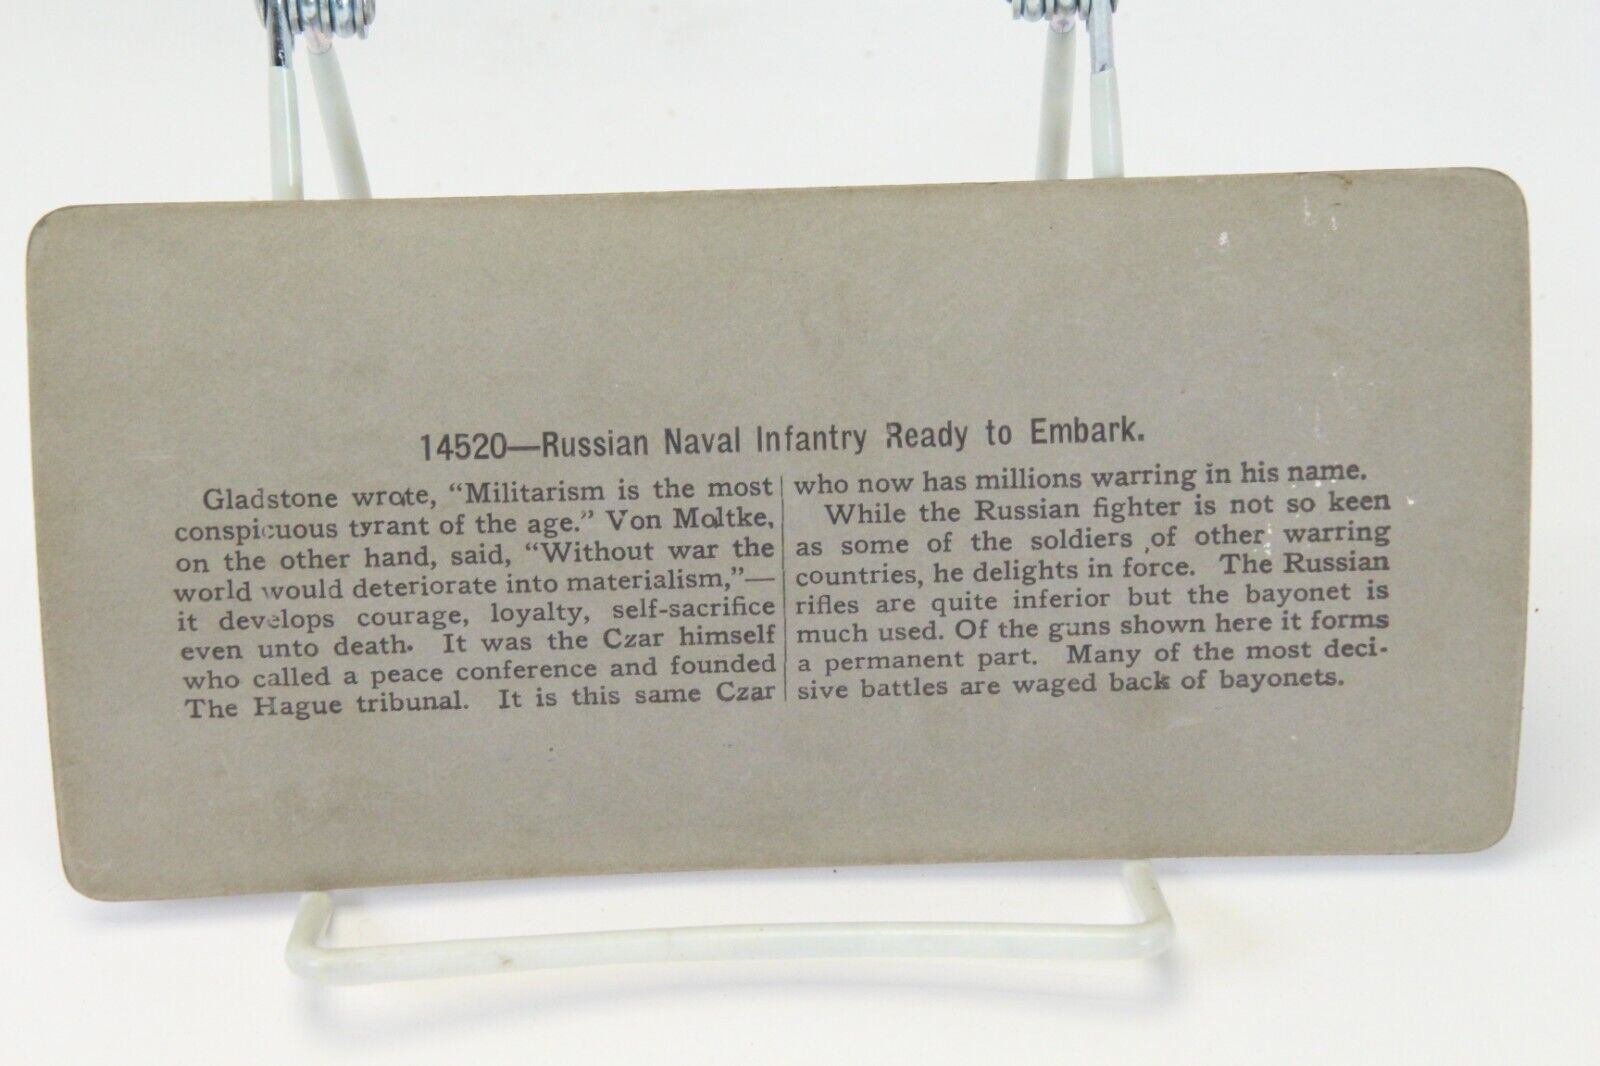 14520—Russian Naval Infantry Ready to Embark.
Gladstone wrote, “Militarism is the most
conspicuous tyrant of the age.” Von Moltke,
on the other hand, said, “Without war the
world would deteriorate into materialism,”—
it develops courage, loyalty, self-sacrifice
even unto death. It was the Czar himself
who called a peace conference and founded
The Hague tribunal. It is this same Czar
who now has millions warring in his name.
While the Russian fighter is not so keen
as some of the soldiers of other warring
countries, he delights in force. The Russian
rifles are quite inferior but the bayonet is
much used. Of the guns shown here it forms
a permanent part. Many of the most deci-
sive battles are waged back of bayonets.